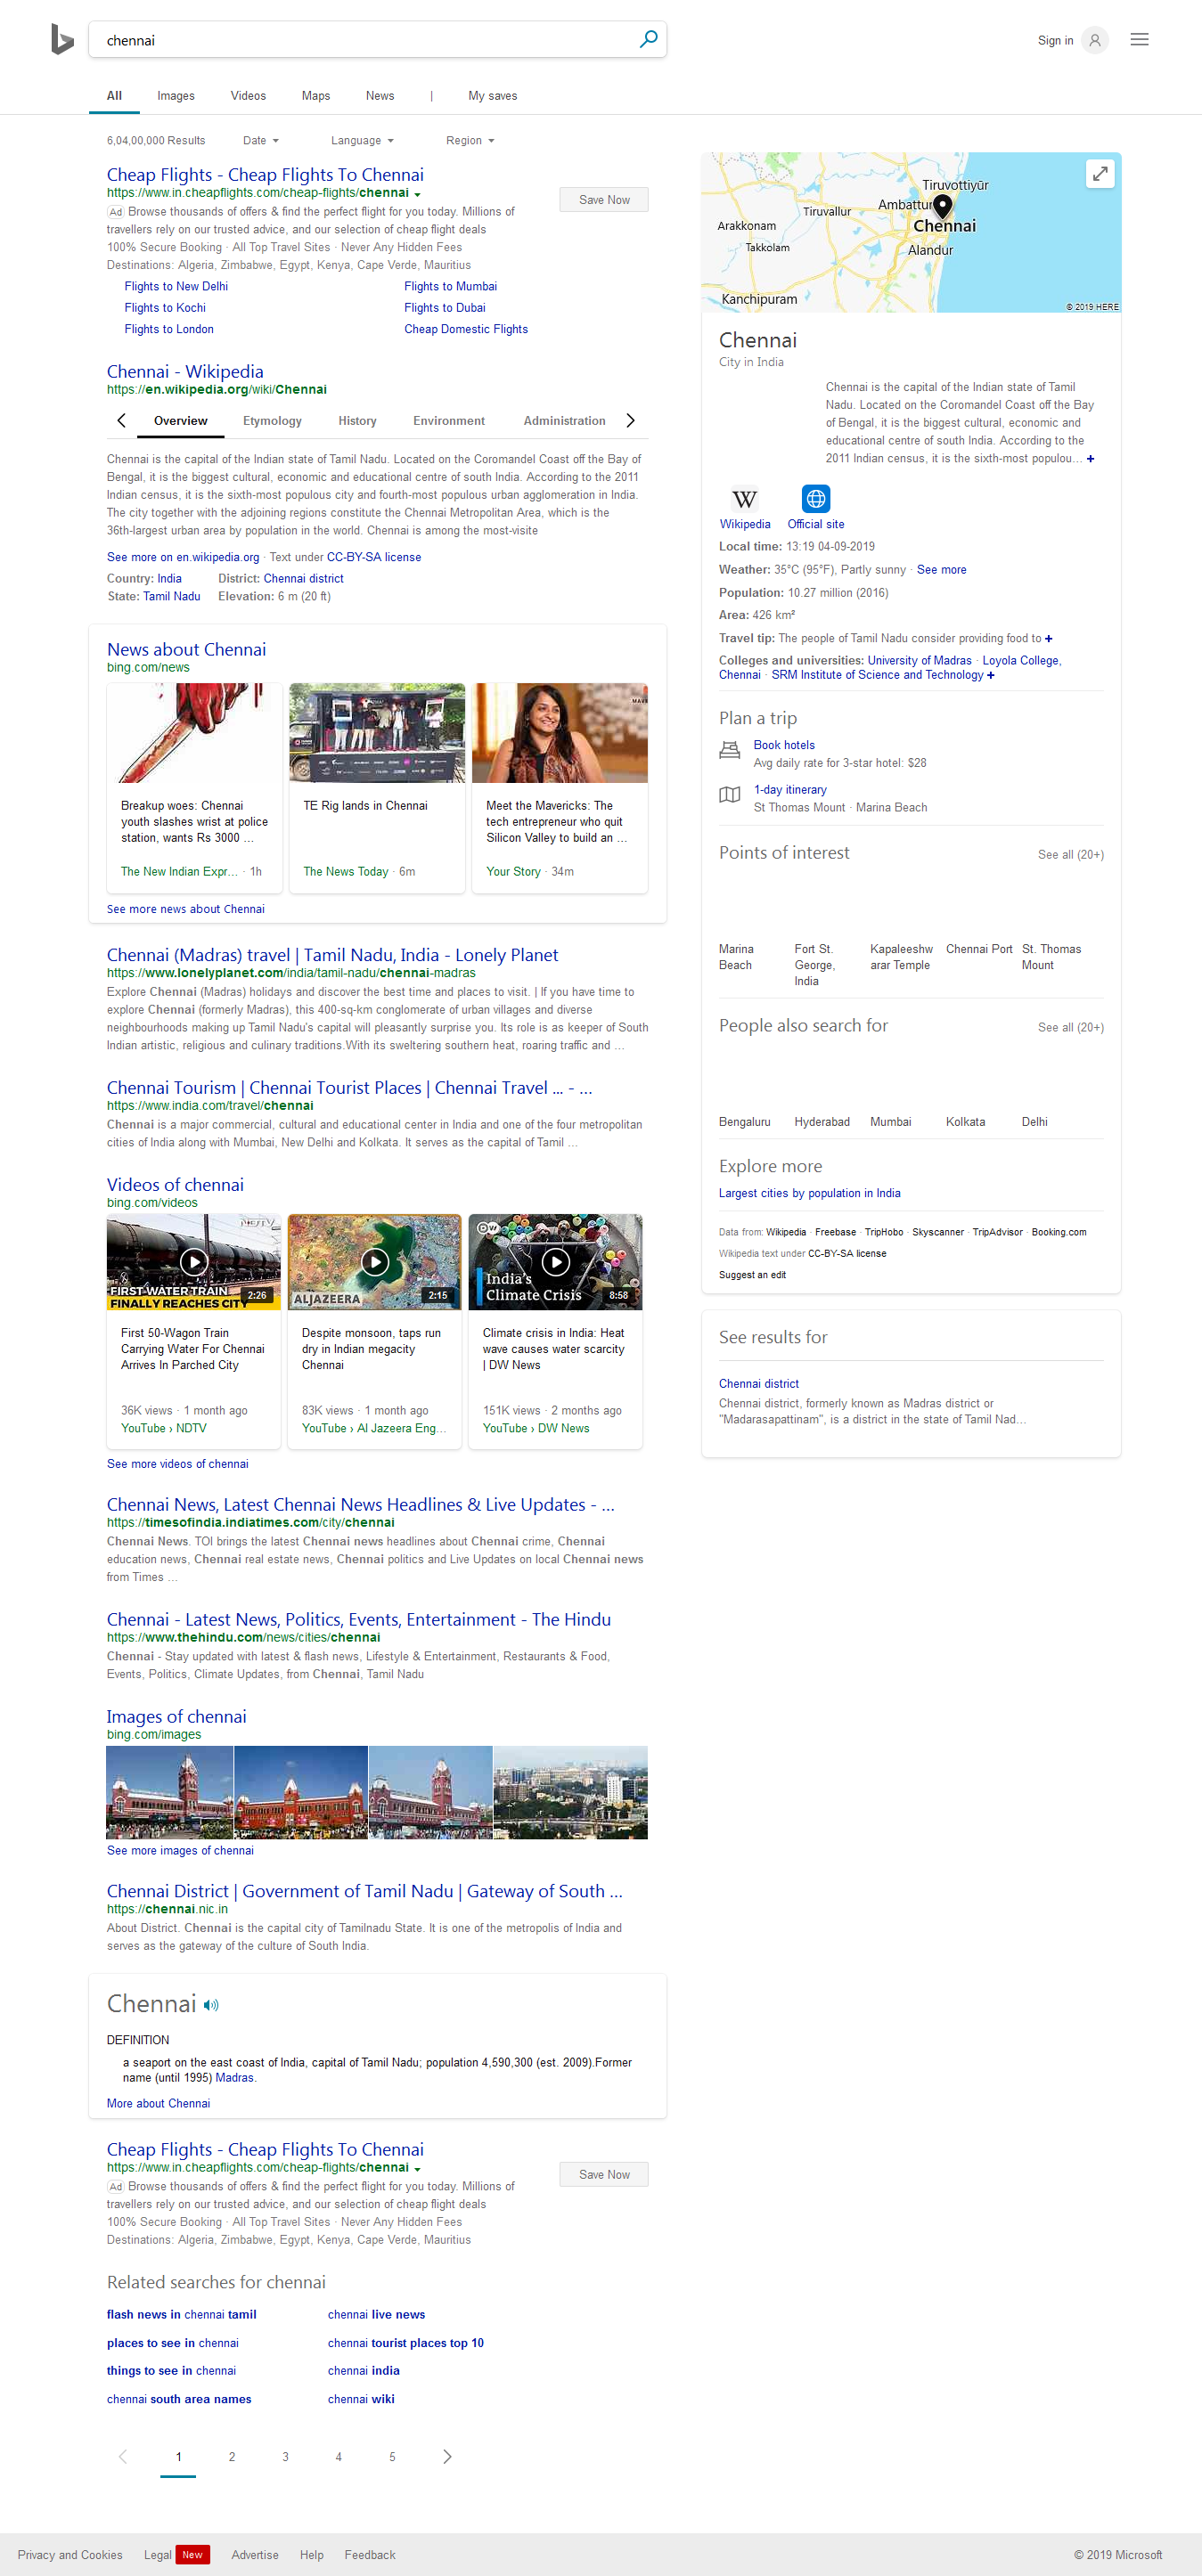 chennai
Sign in
All Images Videos Maps News | My saves
6,04,00,000 Results Date Language Region
Cheap Flights - Cheap Flights To Chennai
https://www.in.cheapflights.com/cheap-flights/chennai
Save Now
Ad Browse thousands of offers & find the perfect flight for you today. Millions of
travellers rely on our trusted advice, and our selection of cheap flight deals
100% Secure Booking · All Top Travel Sites · Never Any Hidden Fees
Destinations: Algeria, Zimbabwe, Egypt, Kenya, Cape Verde, Mauritius
Flights to New Delhi Flights to Mumbai
Flights to Kochi Flights to Dubai
Flights to London Cheap Domestic Flights
Chennai - Wikipedia
https://en.wikipedia.org/wiki/Chennai
Overview Etymology History Environment Administration
Chennai is the capital of the Indian state of Tamil Nadu. Located on the Coromandel Coast off the Bay of
Bengal, it is the biggest cultural, economic and educational centre of south India. According to the 2011
Indian census, it is the sixth-most populous city and fourth-most populous urban agglomeration in India.
The city together with the adjoining regions constitute the Chennai Metropolitan Area, which is the
36th-largest urban area by population in the world. Chennai is among the most-visite
See more on en.wikipedia.org · Text under CC-BY-SA license
Country: India District: Chennai district
State: Tamil Nadu Elevation: 6 m (20 ft)
News about Chennai
bing.com/news
MAVE
Breakup woes: Chennai
youth slashes wrist at police
station, wants Rs 3000 ...
The New Indian Expr... · 1h
TE Rig lands in Chennai
The News Today · 6m
Meet the Mavericks: The
tech entrepreneur who quit
Silicon Valley to build an ...
Your Story · 34m
See more news about Chennai
Chennai (Madras) travel | Tamil Nadu, India - Lonely Planet
https://www.lonelyplanet.com/india/tamil-nadu/chennai-madras
Explore Chennai (Madras) holidays and discover the best time and places to visit. | If you have time to
explore Chennai (formerly Madras), this 400-sq-km conglomerate of urban villages and diverse
neighbourhoods making up Tamil Nadu's capital will pleasantly surprise you. Its role is as keeper of South
Indian artistic, religious and culinary traditions.With its sweltering southern heat, roaring traffic and ...
Chennai Tourism | Chennai Tourist Places | Chennai Travel ... - ...
https://www.india.com/travel/chennai
Chennai is a major commercial, cultural and educational center in India and one of the four metropolitan
cities of India along with Mumbai, New Delhi and Kolkata. It serves as the capital of Tamil ...
Videos of chennai
bing.com/videos
NDTV
FIRST WATER TRAIN
FINALLY REACHES CITY
2:26
ALJAZEERA
2:15
DW
India's
Climate Crisis
8:58
First 50-Wagon Train
Carrying Water For Chennai
Arrives In Parched City
36K views · 1 month ago
YouTube › NDTV
Despite monsoon, taps run
dry in Indian megacity
Chennai
83K views · 1 month ago
YouTube › Al Jazeera Eng...
Climate crisis in India: Heat
wave causes water scarcity
| DW News
151K views · 2 months ago
YouTube › DW News
See more videos of chennai
Chennai News, Latest Chennai News Headlines & Live Updates - ...
https://timesofindia.indiatimes.com/city/chennai
Chennai News. TOI brings the latest Chennai news headlines about Chennai crime, Chennai
education news, Chennai real estate news, Chennai politics and Live Updates on local Chennai news
from Times ...
Chennai - Latest News, Politics, Events, Entertainment - The Hindu
https://www.thehindu.com/news/cities/chennai
Chennai - Stay updated with latest & flash news, Lifestyle & Entertainment, Restaurants & Food,
Events, Politics, Climate Updates, from Chennai, Tamil Nadu
Images of chennai
bing.com/images
See more images of chennai
Chennai District | Government of Tamil Nadu | Gateway of South ...
https://chennai.nic.in
About District. Chennai is the capital city of Tamilnadu State. It is one of the metropolis of India and
serves as the gateway of the culture of South India.
Chennai
DEFINITION
a seaport on the east coast of India, capital of Tamil Nadu; population 4,590,300 (est. 2009).Former
name (until 1995) Madras.
More about Chennai
Cheap Flights - Cheap Flights To Chennai
https://www.in.cheapflights.com/cheap-flights/chennai
Save Now
Ad Browse thousands of offers & find the perfect flight for you today. Millions of
travellers rely on our trusted advice, and our selection of cheap flight deals
100% Secure Booking · All Top Travel Sites · Never Any Hidden Fees
Destinations: Algeria, Zimbabwe, Egypt, Kenya, Cape Verde, Mauritius
Related searches for chennai
flash news in chennai tamil chennai live news
places to see in chennai chennai tourist places top 10
things to see in chennai chennai india
chennai south area names chennai wiki
1 2 3 4 5
Tiruvottiyūr
Ambattur
Tiruvallur
Arakkonam
Chennai
Takkolam
Alandur
Kanchipuram
© 2019 HERE
Chennai
City in India
Chennai is the capital of the Indian state of Tamil
Nadu. Located on the Coromandel Coast off the Bay
of Bengal, it is the biggest cultural, economic and
educational centre of south India. According to the
2011 Indian census, it is the sixth-most populou... +
W
Wikipedia Official site
Local time: 13:19 04-09-2019
Weather: 35°C (95°F), Partly sunny · See more
Population: 10.27 million (2016)
Area: 426 km²
Travel tip: The people of Tamil Nadu consider providing food to +
Colleges and universities: University of Madras · Loyola College,
Chennai · SRM Institute of Science and Technology +
Plan a trip
Book hotels
Avg daily rate for 3-star hotel: $28
1-day itinerary
St Thomas Mount · Marina Beach
Points of interest See all (20+)
Marina
Beach
Fort St.
George,
India
Kapaleeshw
arar Temple
Chennai Port
St. Thomas
Mount
People also search for See all (20+)
Bengaluru Hyderabad Mumbai Kolkata Delhi
Explore more
Largest cities by population in India
Data from: Wikipedia · Freebase · TripHobo · Skyscanner · TripAdvisor · Booking.com
Wikipedia text under CC-BY-SA license
Suggest an edit
See results for
Chennai district
Chennai district, formerly known as Madras district or
"Madarasapattinam", is a district in the state of Tamil Nad...
Privacy and Cookies Legal New Advertise Help Feedback © 2019 Microsoft